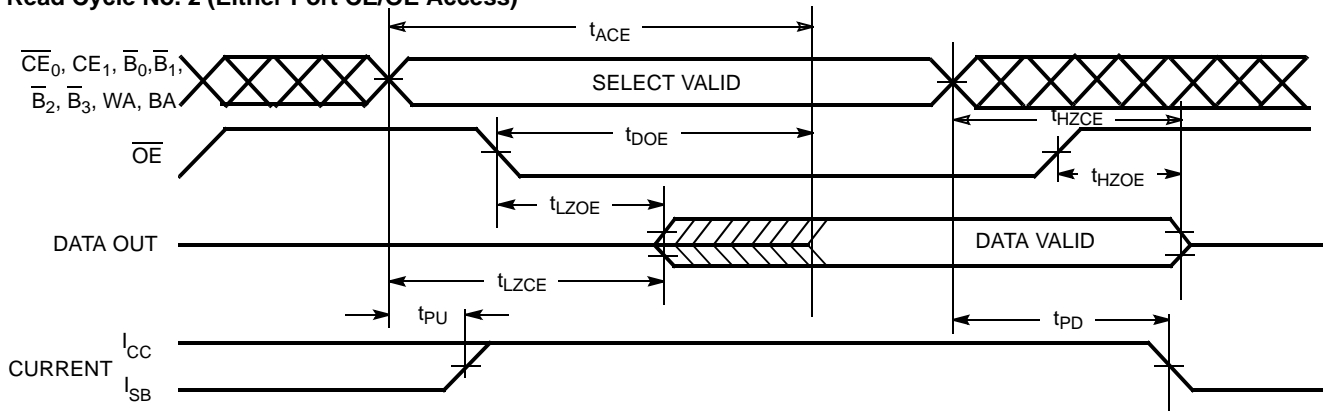 Read Cycle No. 2 (Either Port CE/OE Access)
tACE
CE0, CE1, B0,B1,
B2, B3, WA, BA
SELECT VALID
tHZCE
OE
tDOE
tHZOE
tLZOE
DATA OUT
DATA VALID
tLZCE
tPU
tPD
CURRENT
ICC
ISB